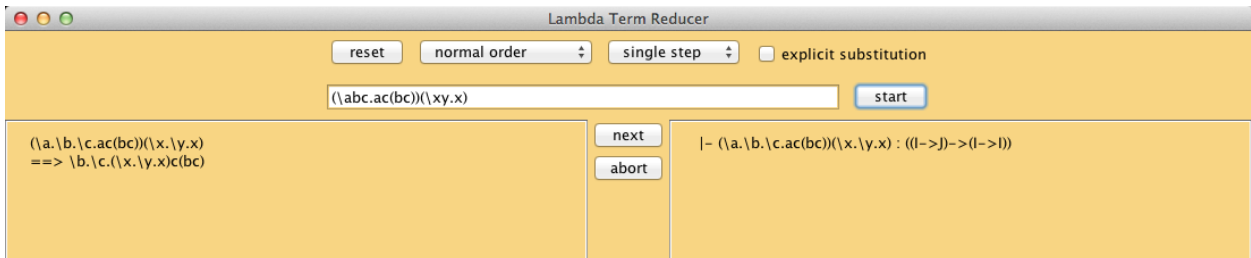 Lambda Term Reducer
reset normal order single step explicit substitution
(\abc.ac(bc))(\xy.x) start
(\a.\b.\c.ac(bc))(\x.\y.x)
==> \b.\c.(\x.\y.x)c(bc)
next
abort
|- (\a.\b.\c.ac(bc))(\x.\y.x) : ((I->J)->(I->I))